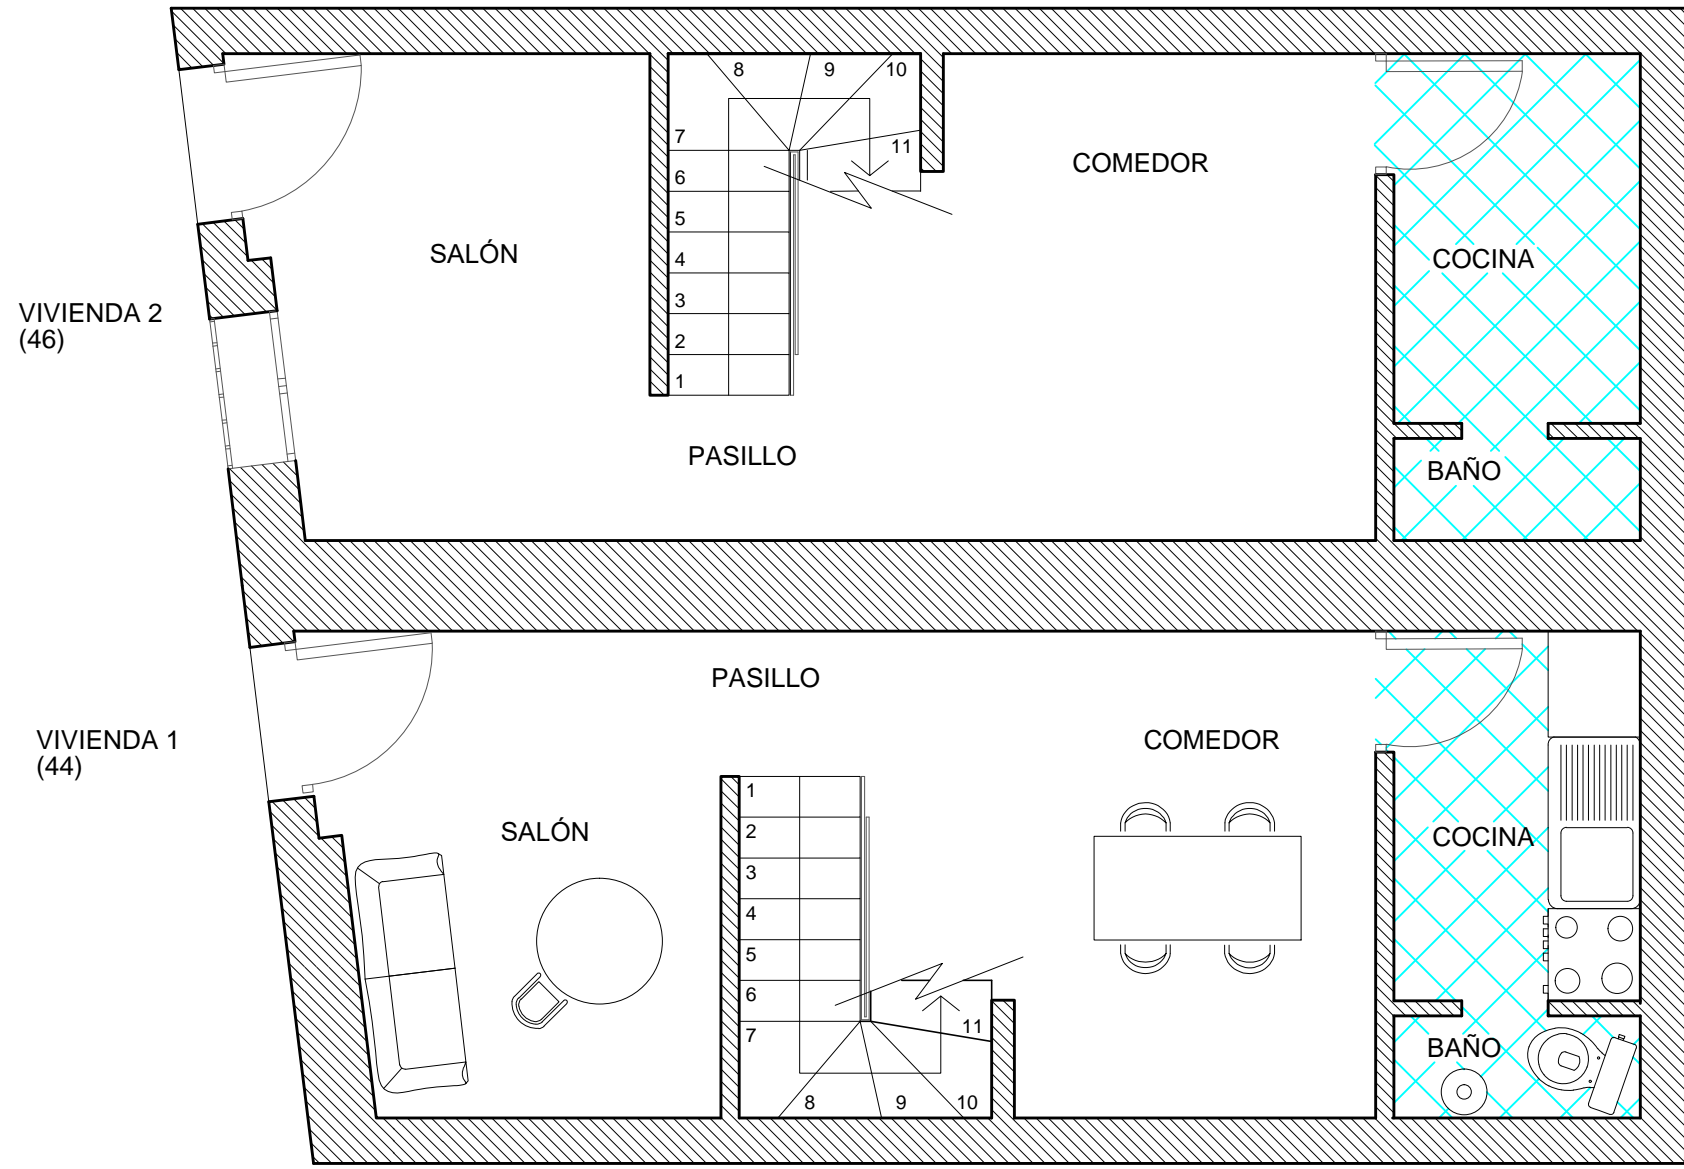 8 9 10
7
11
COMEDOR
6
5
SALÓN
4
COCINA
3
VIVIENDA 2
(46)
2
1
PASILLO
BAÑO
PASILLO
VIVIENDA 1
(44)
COMEDOR
1
SALÓN
2
COCINA
3
4
5
6
7
11
BAÑO
8 9 10